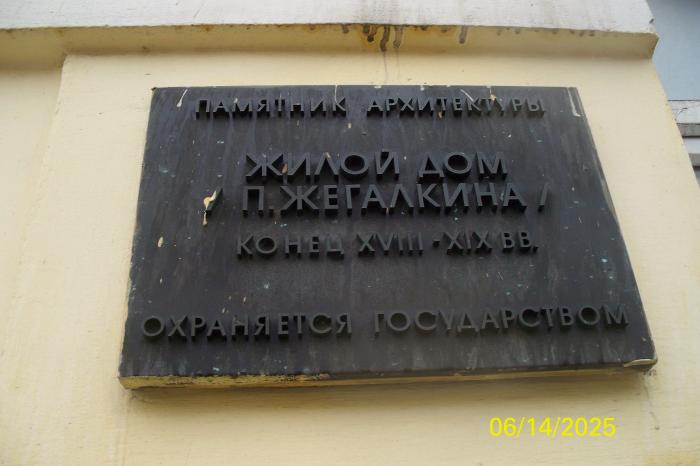 ПАМЯТНИК АРХИТЕКТУРЫ
ЖИЛОЙ ДОМ
/ П. ЖЕГАЛКИНА /
КОНЕЦ XVIII - XIX ВВ.
ОХРАНЯЕТСЯ ГОСУДАРСТВОМ
06/14/2025